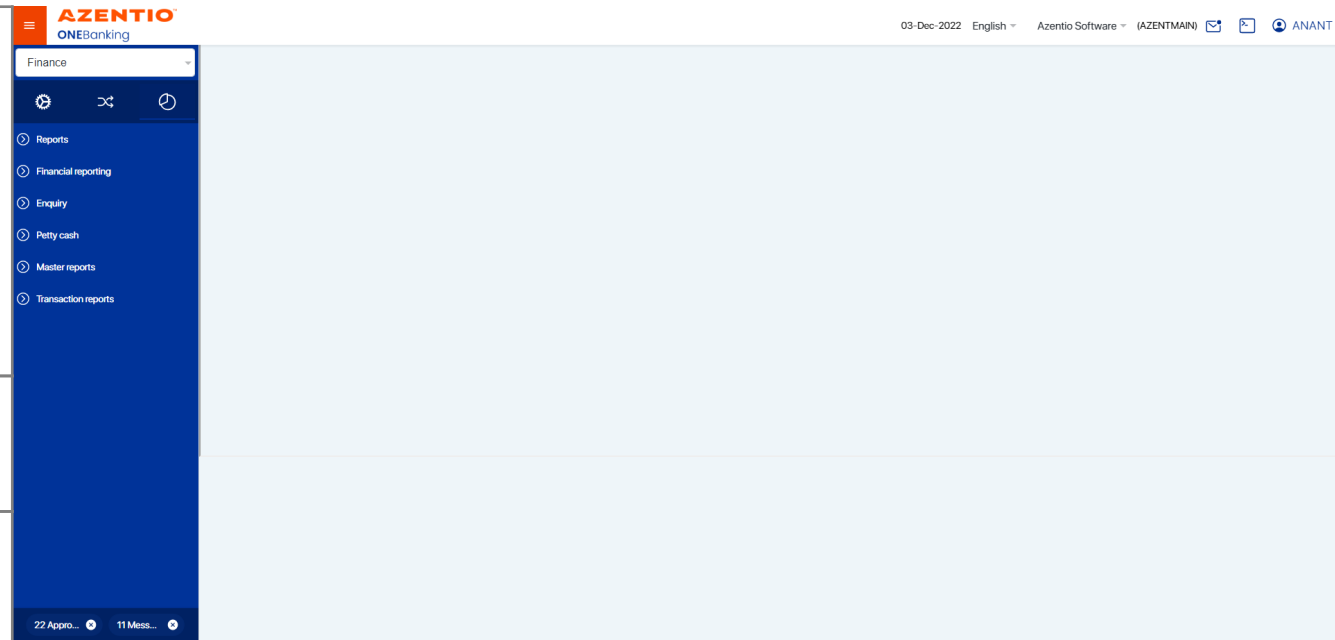 AZENTIO™
ONEBanking
03-Dec-2022 English Azentio Software (AZENTMAIN) ANANT
Finance
Reports
Financial reporting
Enquiry
Petty cash
Master reports
Transaction reports
22 Appro... 11 Mess...